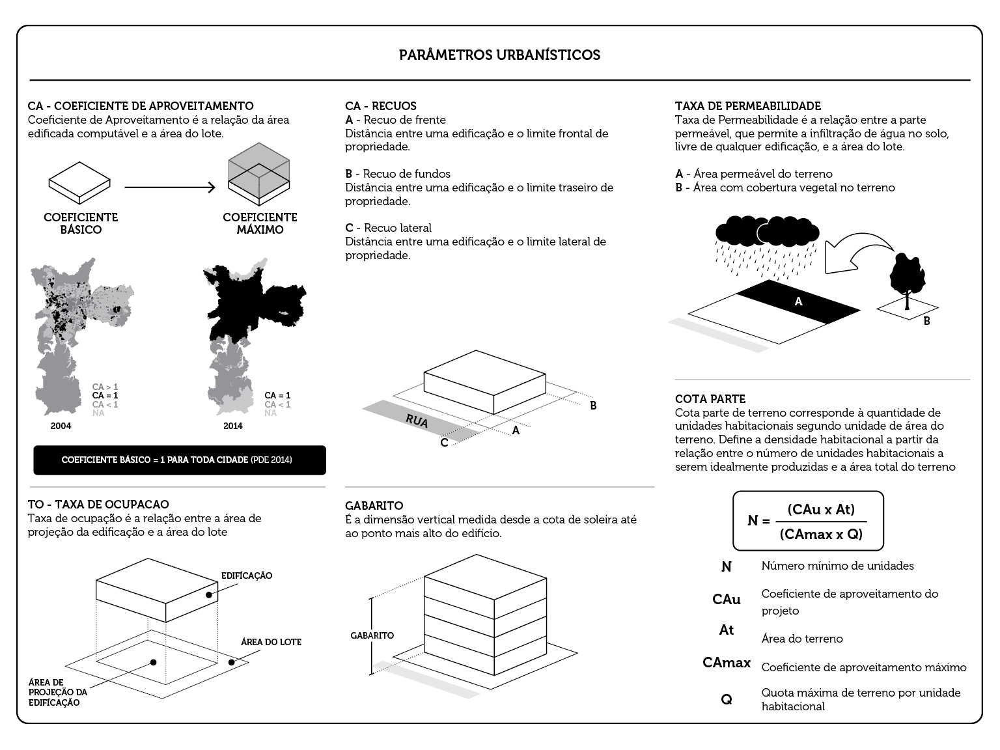 PARÂMETROS URBANÍSTICOS
CA - COEFICIENTE DE APROVEITAMENTO
Coeficiente de Aproveitamento é a relação da área
edificada computável e a área do lote.
COEFICIENTE
BÁSICO
COEFICIENTE
MÁXIMO
CA > 1
CA = 1
CA < 1
NA
2004
CA = 1
CA < 1
NA
2014
COEFICIENTE BÁSICO = 1 PARA TODA CIDADE (PDE 2014)
TO - TAXA DE OCUPACAO
Taxa de ocupação é a relação entre a área de
projeção da edificação e a área do lote
EDIFÍCAÇÃO
ÁREA DO LOTE
ÁREA DE
PROJEÇÃO DA
EDIFÍCAÇÃO
CA - RECUOS
A - Recuo de frente
Distância entre uma edificação e o limite frontal de
propriedade.
B - Recuo de fundos
Distância entre uma edificação e o limite traseiro de
propriedade.
C - Recuo lateral
Distância entre uma edificação e o limite lateral de
propriedade.
B
RUA
A
C
GABARITO
É a dimensão vertical medida desde a cota de soleira até
ao ponto mais alto do edifício.
GABARITO
TAXA DE PERMEABILIDADE
Taxa de Permeabilidade é a relação entre a parte
permeável, que permite a infiltração de água no solo,
livre de qualquer edificação, e a área do lote.
A - Área permeável do terreno
B - Área com cobertura vegetal no terreno
A
B
COTA PARTE
Cota parte de terreno corresponde à quantidade de
unidades habitacionais segundo unidade de área do
terreno. Define a densidade habitacional a partir da
relação entre o número de unidades habitacionais a
serem idealmente produzidas e a área total do terreno
N = (CAu x At)
(CAmax x Q)
N Número mínimo de unidades
CAu Coeficiente de aproveitamento do
projeto
At Área do terreno
CAmax Coeficiente de aproveitamento máximo
Q Quota máxima de terreno por unidade
habitacional